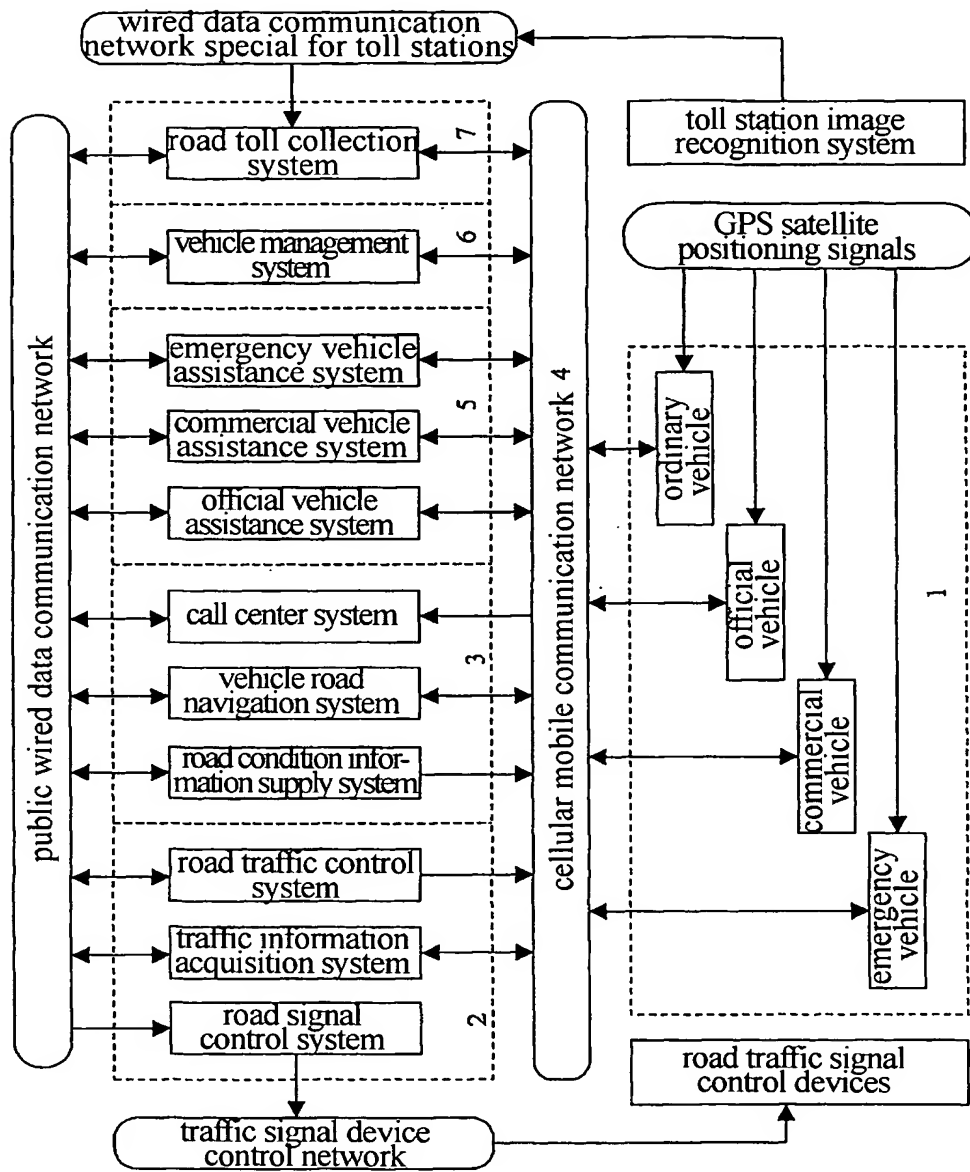 wired data communication
network special for toll stations
public wired data communication network
road toll collection
system
7
vehicle management
system
6
emergency vehicle
assistance system
commercial vehicle
assistance system
5
official vehicle
assistance system
call center system
vehicle road
navigation system
3
road condition infor-
mation supply system
road traffic control
system
traffic information
acquisition system
road signal
control system
2
traffic signal device
control network
cellular mobile communication network 4
toll station image
recognition system
GPS satellite
positioning signals
ordinary
vehicle
official
vehicle
commercial
vehicle
emergency
vehicle
1
road traffic signal
control devices